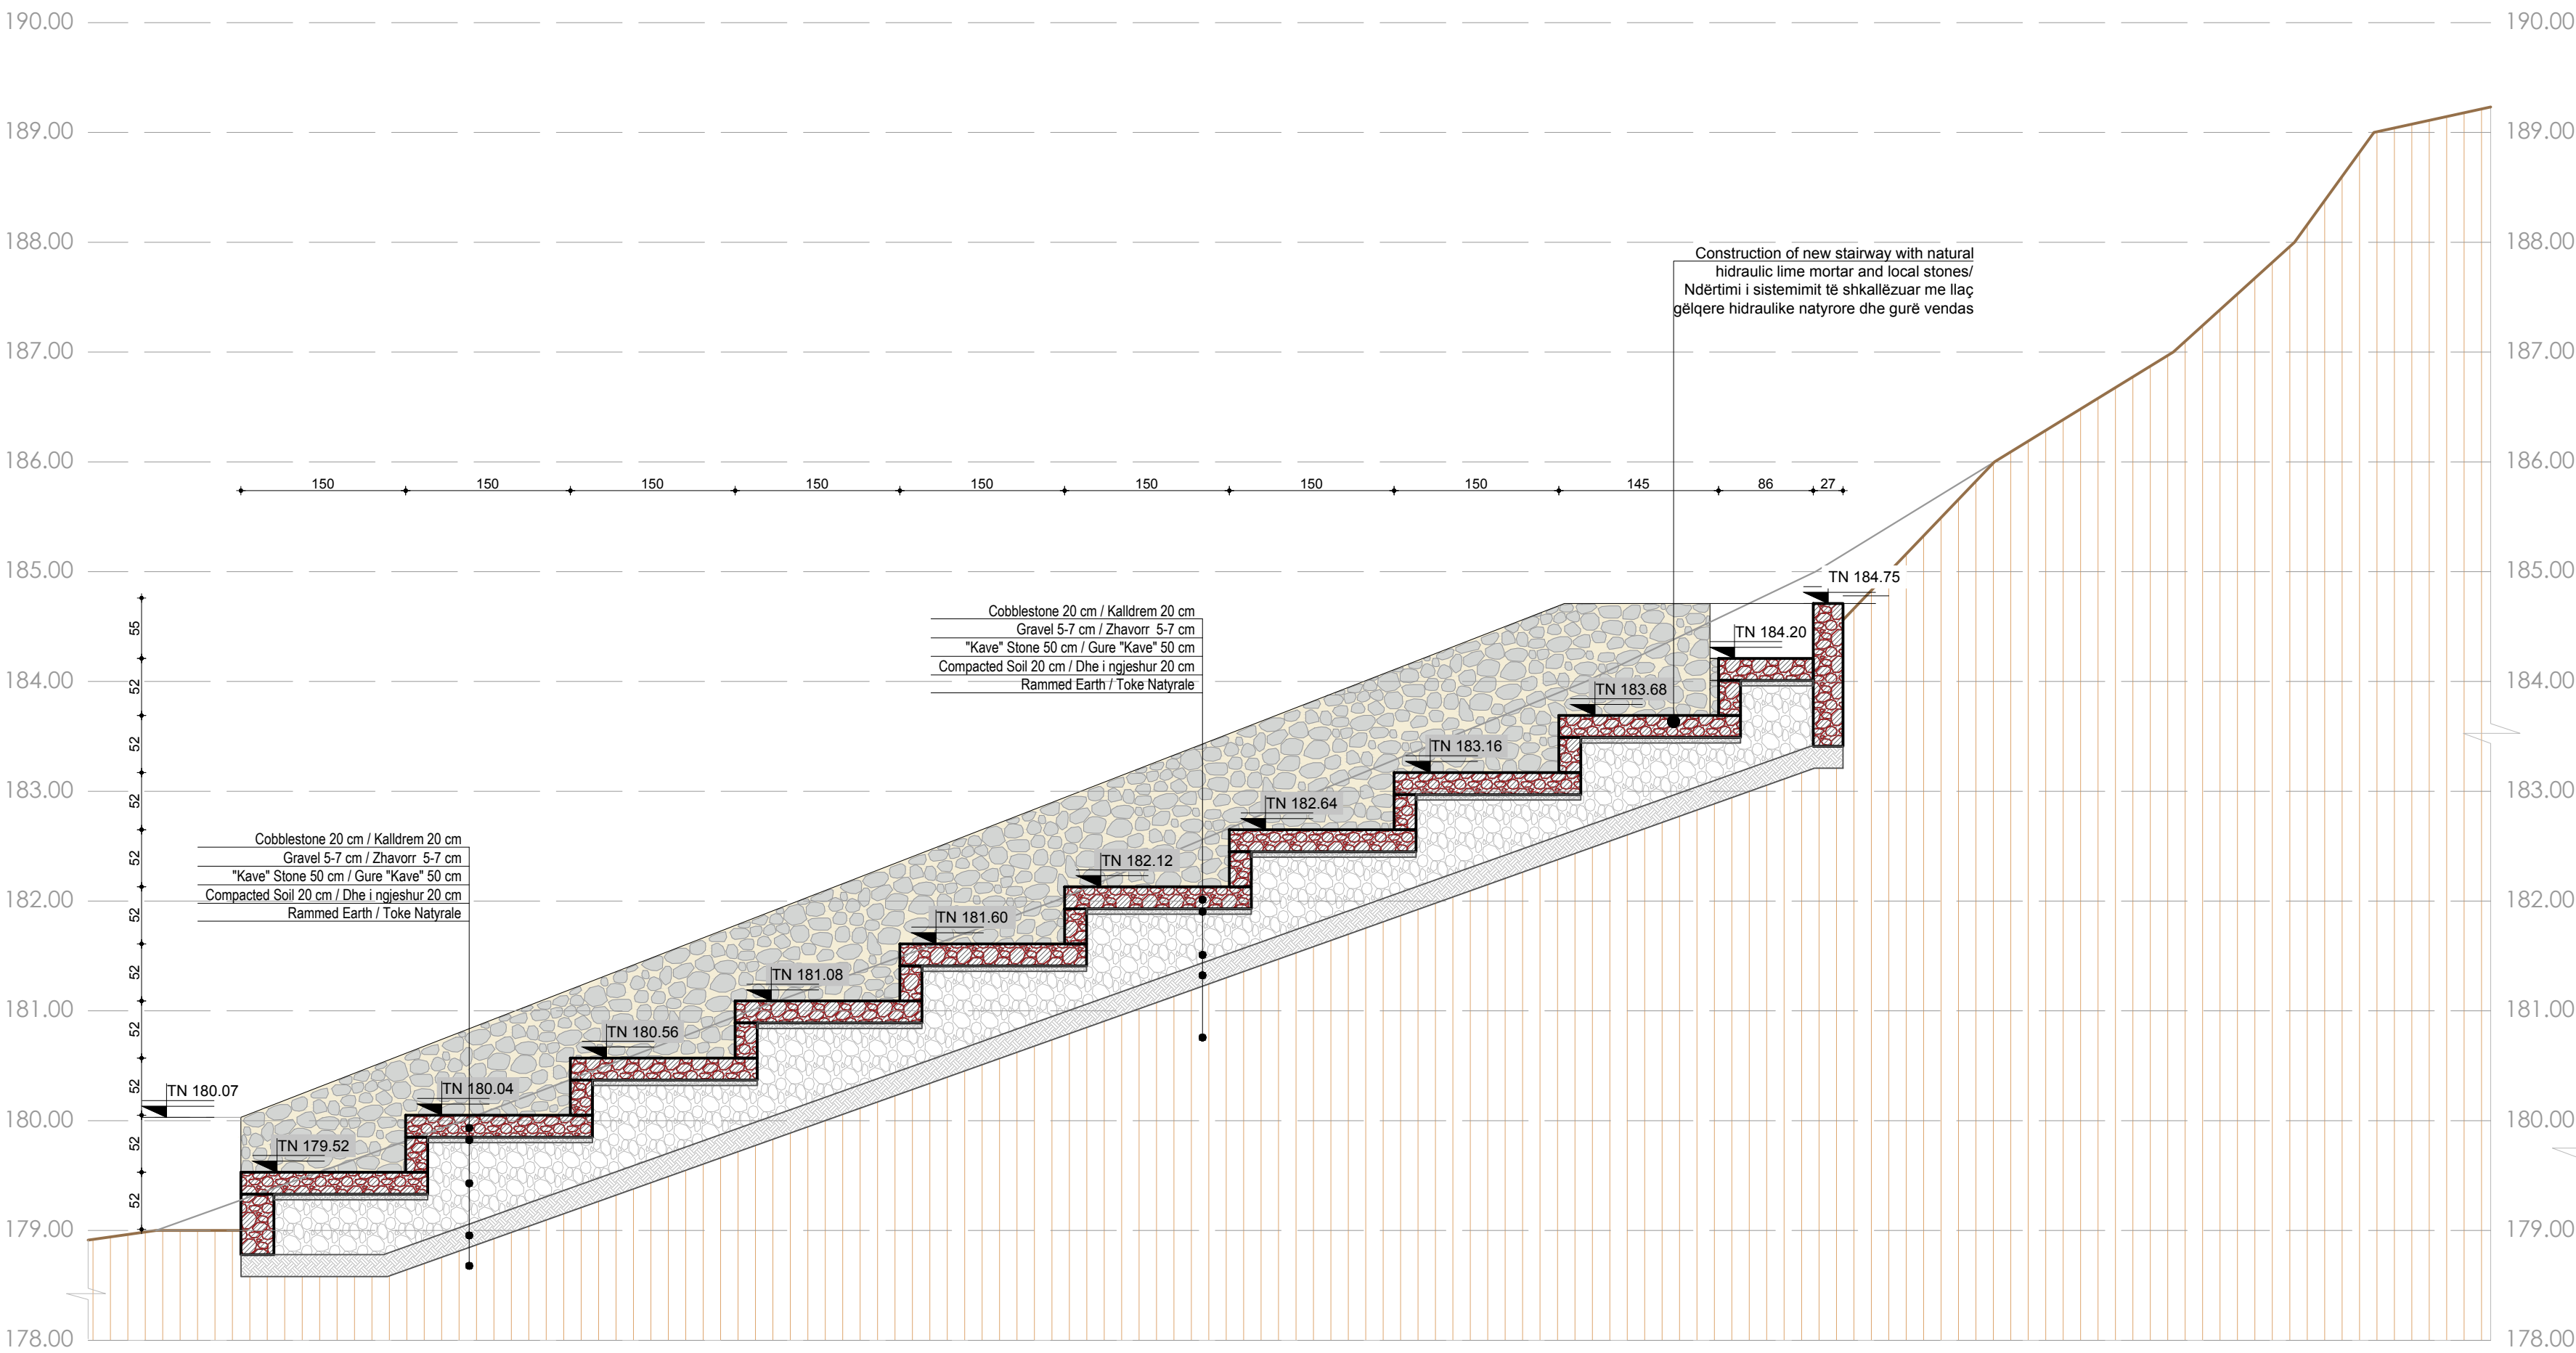 190.00 190.00
189.00 189.00
188.00 188.00
Construction of new stairway with natural
hidraulic lime mortar and local stones/
Ndërtimi i sistemimit të shkallëzuar me llaç
gëlqere hidraulike natyrore dhe gurë vendas
187.00 187.00
186.00 186.00
150 150 150 150 150 150 150 150 145 86 27
185.00 185.00
TN 184.75
Cobblestone 20 cm / Kalldrem 20 cm
Gravel 5-7 cm / Zhavorr 5-7 cm
"Kave" Stone 50 cm / Gure "Kave" 50 cm
Compacted Soil 20 cm / Dhe i ngjeshur 20 cm
Rammed Earth / Toke Natyrale
55
TN 184.20
184.00 184.00
52
TN 183.68
52
TN 183.16
183.00 183.00
52
TN 182.64
Cobblestone 20 cm / Kalldrem 20 cm
Gravel 5-7 cm / Zhavorr 5-7 cm
"Kave" Stone 50 cm / Gure "Kave" 50 cm
Compacted Soil 20 cm / Dhe i ngjeshur 20 cm
Rammed Earth / Toke Natyrale
52
TN 182.12
182.00 182.00
52
TN 181.60
52
TN 181.08
181.00 181.00
52
TN 180.56
52
TN 180.07
TN 180.04
180.00 180.00
52
TN 179.52
52
179.00 179.00
178.00 178.00